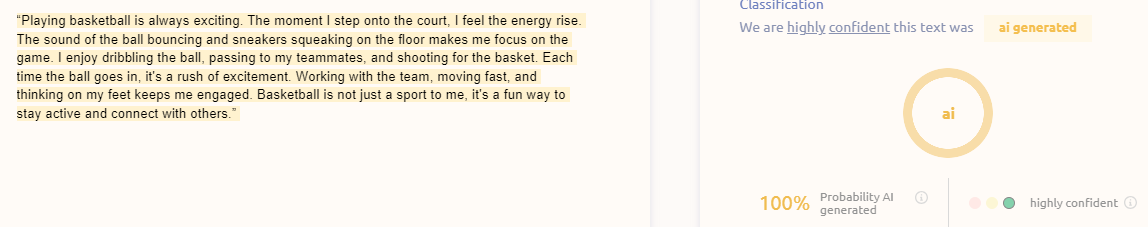 “Playing basketball is always exciting. The moment I step onto the court, I feel the energy rise.
The sound of the ball bouncing and sneakers squeaking on the floor makes me focus on the
game. I enjoy dribbling the ball, passing to my teammates, and shooting for the basket. Each
time the ball goes in, it's a rush of excitement. Working with the team, moving fast, and
thinking on my feet keeps me engaged. Basketball is not just a sport to me, it's a fun way to
stay active and connect with others.”
Classification
We are highly confident this text was ai generated
ai
100% Probability AI
generated
highly confident